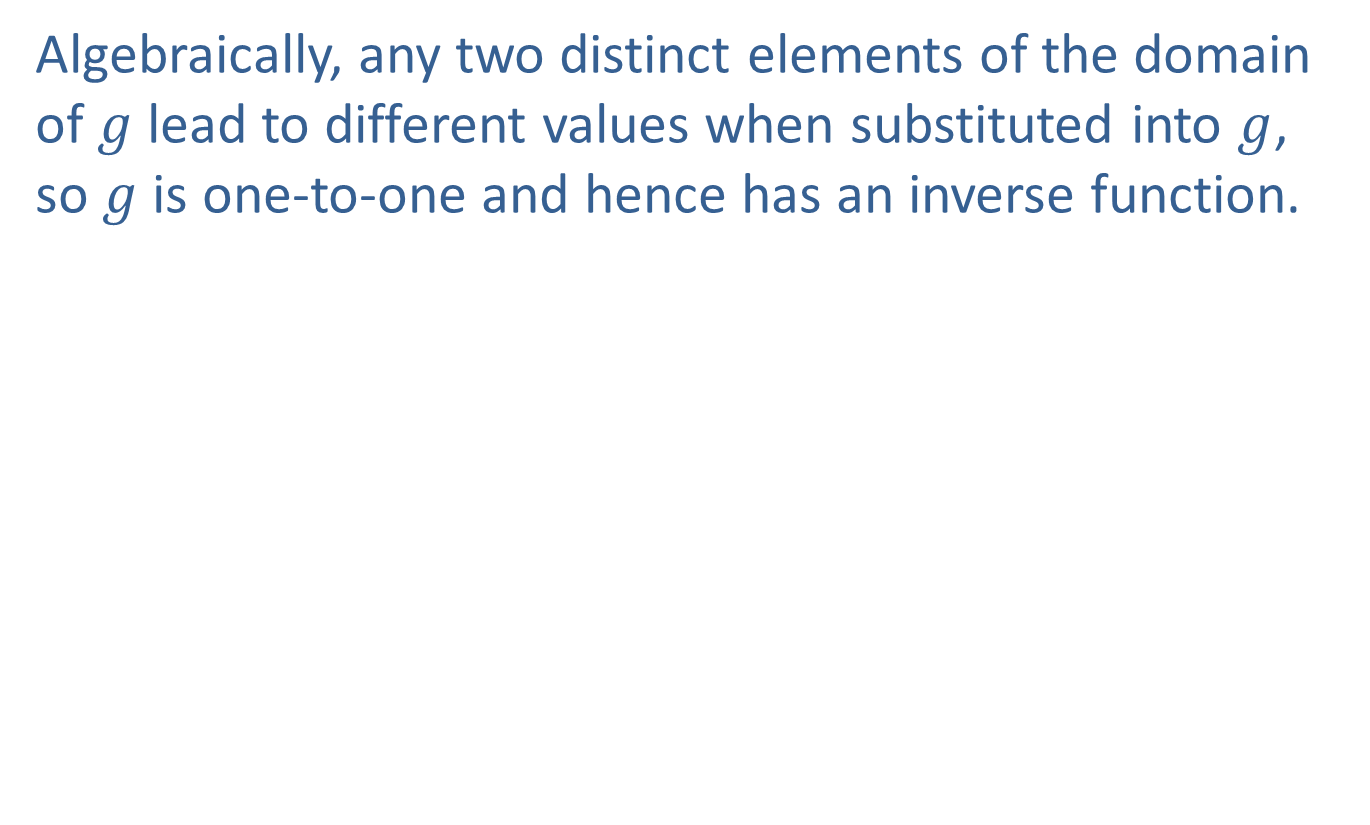 Algebraically, any two distinct elements of the domain
of g lead to different values when substituted into g,
so g is one-to-one and hence has an inverse function.